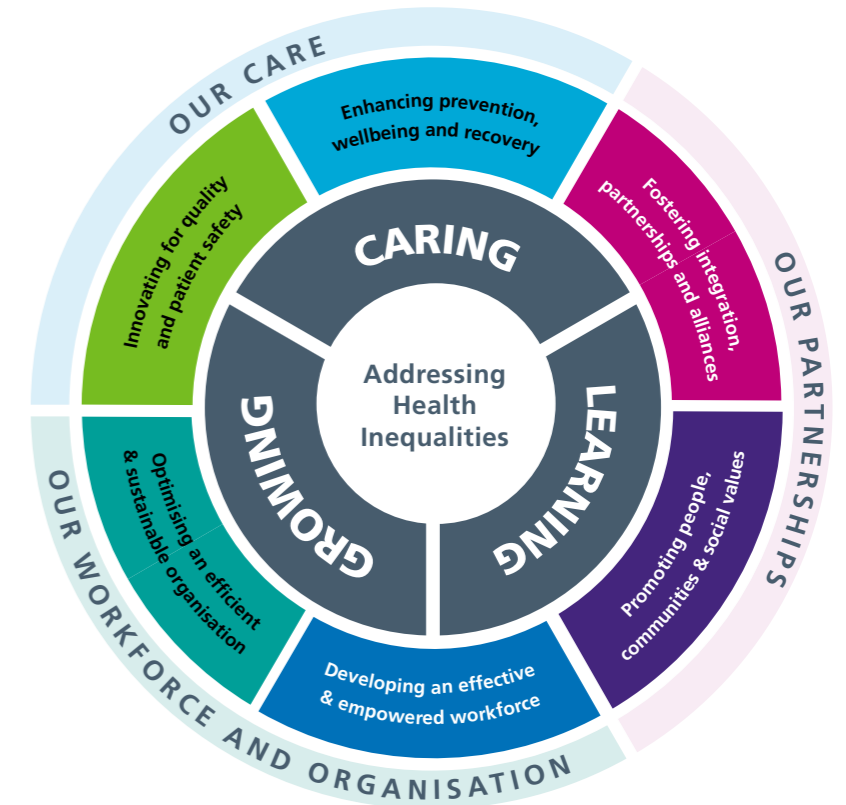 OUR CARE
Enhancing prevention,
wellbeing and recovery
Innovating for quality
and patient safety
Fostering integration,
partnerships and alliances
OUR PARTNERSHIPS
CARING
Addressing
Health
Inequalities
GROWING
LEARNING
Optimising an efficient
& sustainable organisation
Promoting people,
communities & social values
Developing an effective
& empowered workforce
OUR WORKFORCE AND ORGANISATION